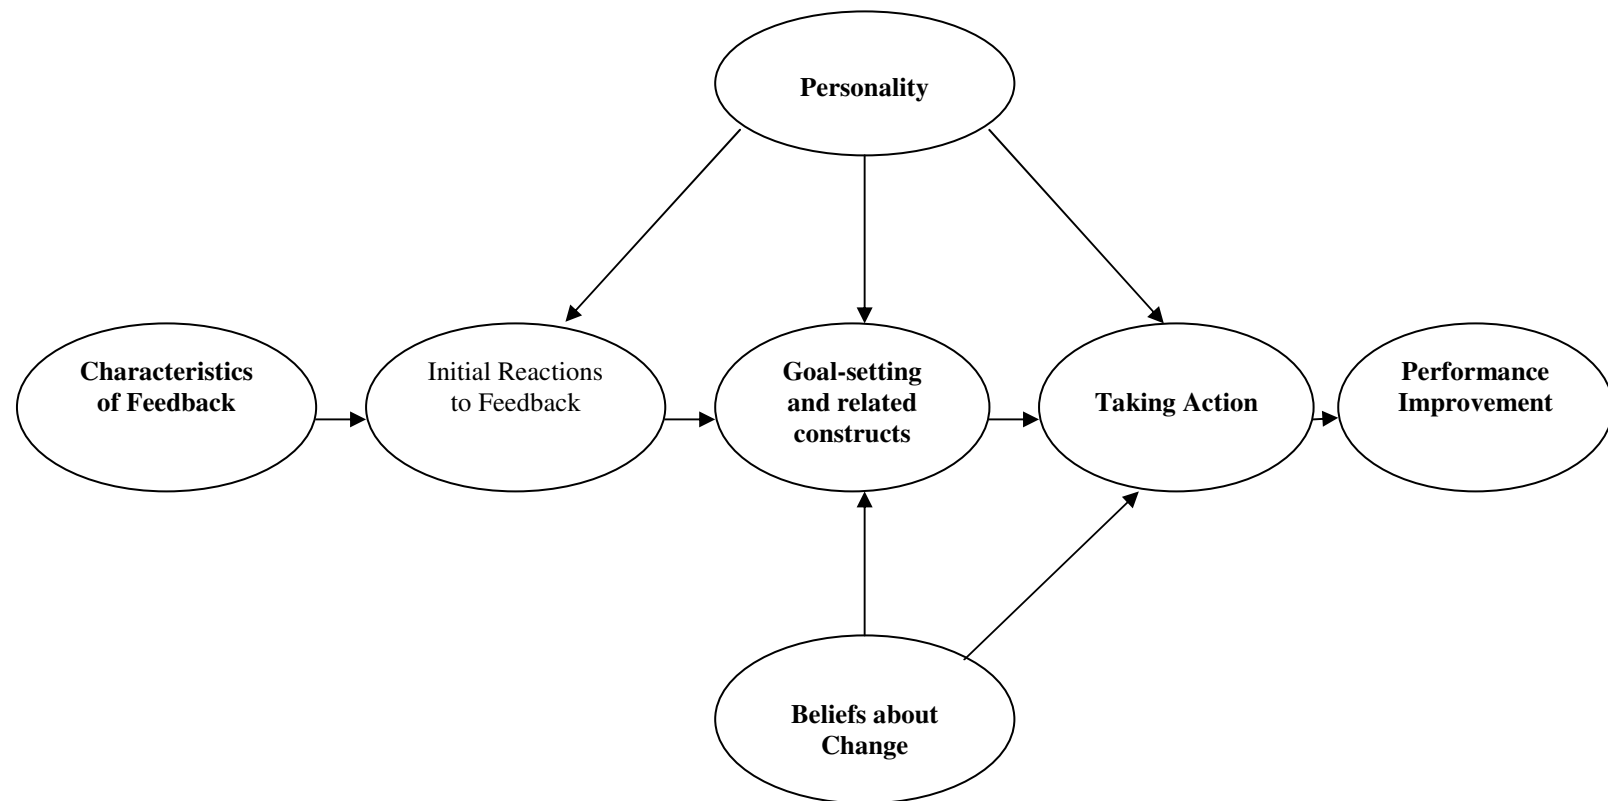 Personality
Characteristics
of Feedback
Initial Reactions
to Feedback
Goal-setting
and related
constructs
Taking Action
Performance
Improvement
Beliefs about
Change